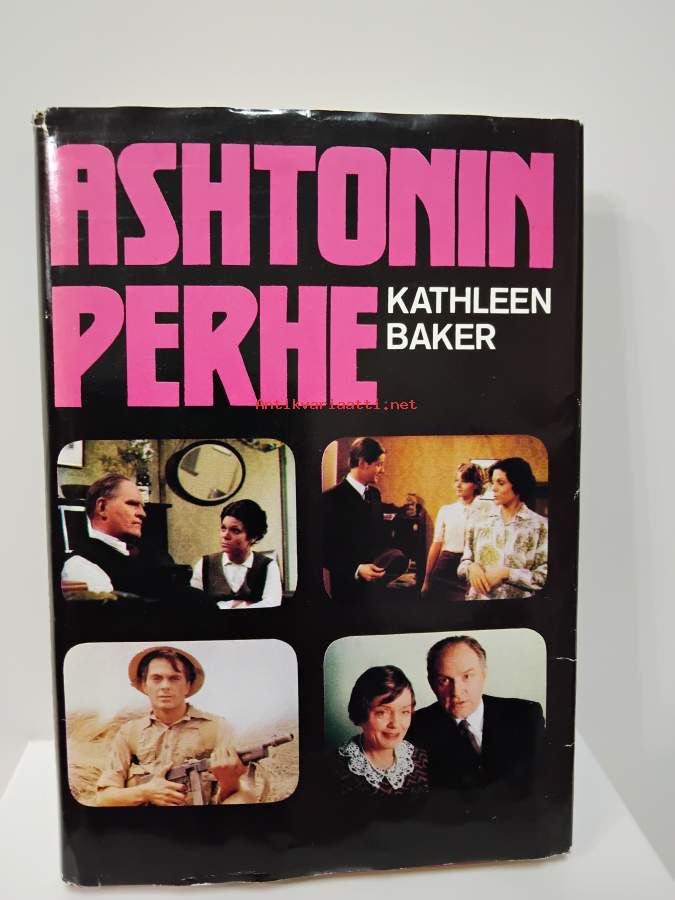 ASHTONIN
PERHE
KATHLEEN
BAKER
Antikvariaatti.net